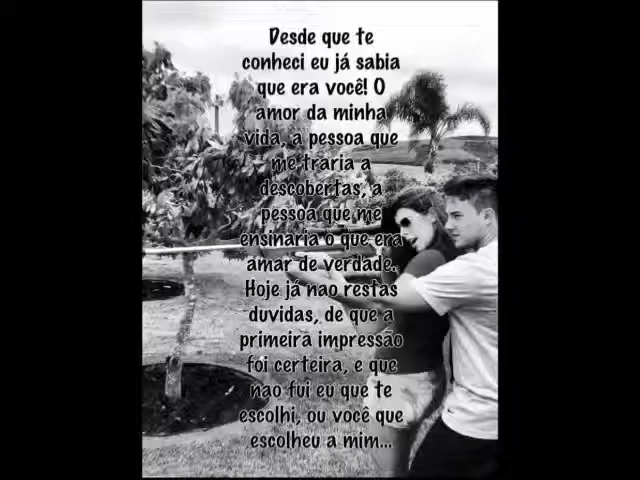 Desde que te
conheci eu já sabia
que era você! O
amor da minha
vida, a pessoa que
me traria a
descobertas, a
pessoa que me
ensinaria o que era
amar de verdade.
Hoje já nao restas
duvidas, de que a
primeira impressão
foi certeira, e que
nao fui eu que te
escolhi, ou você que
escolheu a mim...